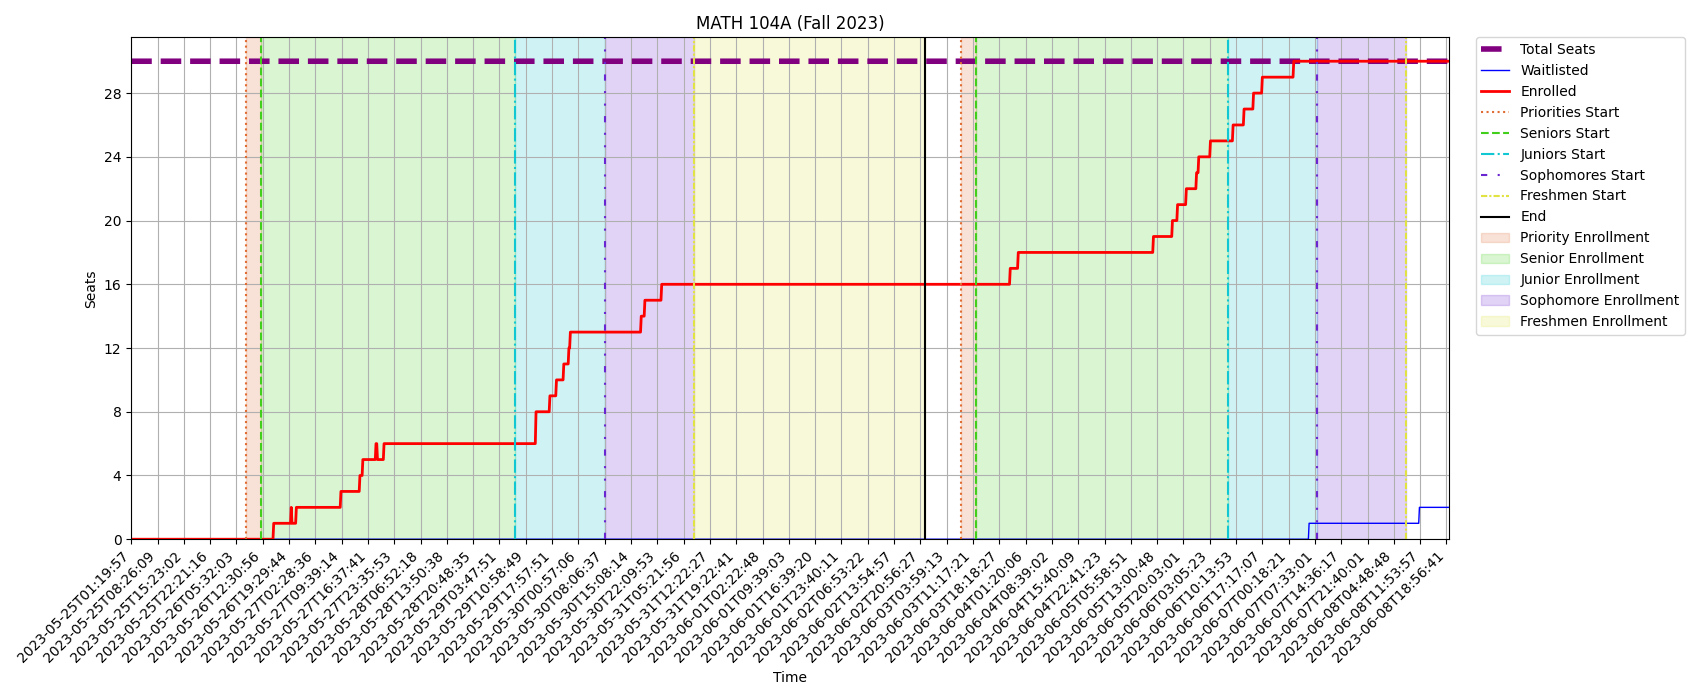 MATH 104A (Fall 2023)
Total Seats
Waitlisted
Enrolled
Priorities Start
Seniors Start
Juniors Start
Sophomores Start
Freshmen Start
End
Priority Enrollment
Senior Enrollment
Junior Enrollment
Sophomore Enrollment
Freshmen Enrollment
Seats
28
24
20
16
12
8
4
0
2023-05-25T01:19:57
2023-05-25T08:26:09
2023-05-25T15:23:02
2023-05-25T22:21:16
2023-05-26T05:32:03
2023-05-26T12:30:56
2023-05-26T19:29:44
2023-05-27T02:28:36
2023-05-27T09:39:14
2023-05-27T16:37:41
2023-05-27T23:35:53
2023-05-28T06:52:18
2023-05-28T13:50:38
2023-05-28T20:48:35
2023-05-29T03:47:51
2023-05-29T10:58:49
2023-05-29T17:57:51
2023-05-30T00:57:06
2023-05-30T08:06:37
2023-05-30T15:08:14
2023-05-30T22:09:53
2023-05-31T05:21:56
2023-05-31T12:22:27
2023-05-31T19:22:41
2023-06-01T02:22:48
2023-06-01T09:39:03
2023-06-01T16:39:20
2023-06-01T23:40:11
2023-06-02T06:53:22
2023-06-02T13:54:57
2023-06-02T20:56:27
2023-06-03T03:59:13
2023-06-03T11:17:21
2023-06-03T18:18:27
2023-06-04T01:20:06
2023-06-04T08:39:02
2023-06-04T15:40:09
2023-06-04T22:41:23
2023-06-05T05:58:51
2023-06-05T13:00:48
2023-06-05T20:03:01
2023-06-06T03:05:23
2023-06-06T10:13:53
2023-06-06T17:17:07
2023-06-07T00:18:21
2023-06-07T07:33:01
2023-06-07T14:36:17
2023-06-07T21:40:01
2023-06-08T04:48:48
2023-06-08T11:53:57
2023-06-08T18:56:41
Time